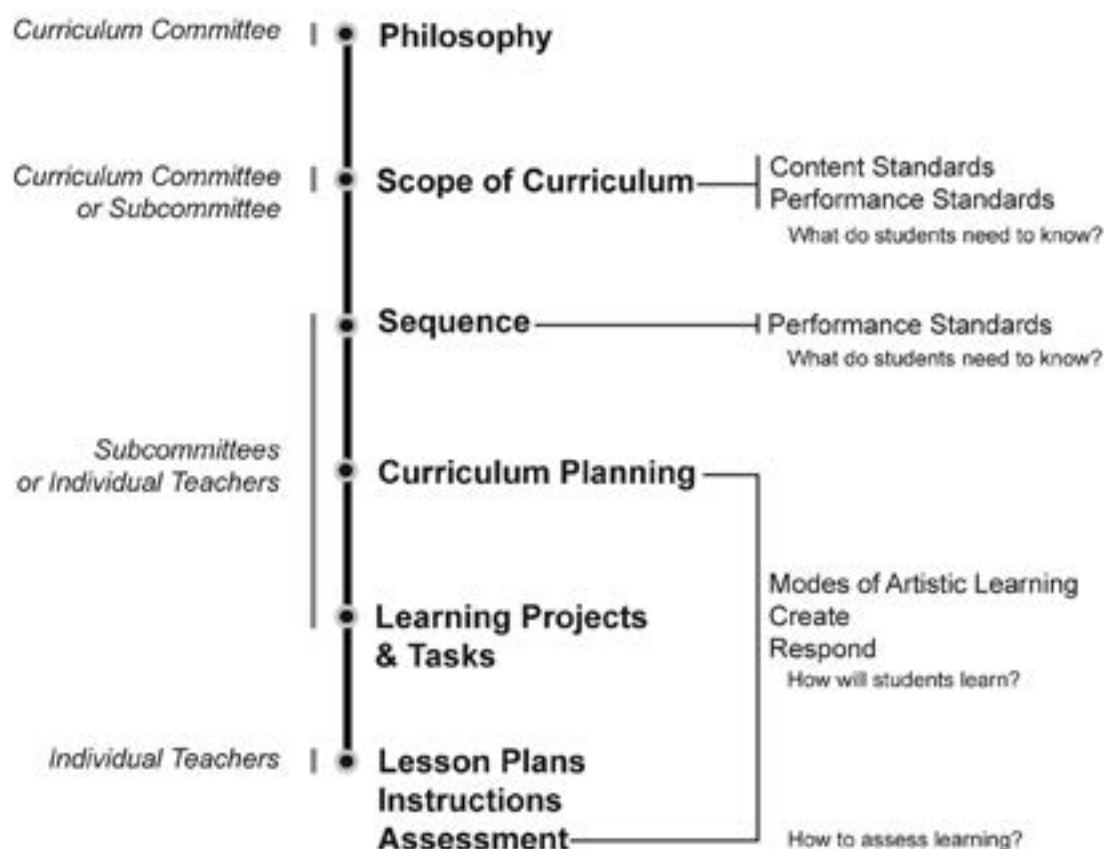 Curriculum Committee
Philosophy
Curriculum Committee
or Subcommittee
Scope of Curriculum
Content Standards
Performance Standards
What do students need to know?
Sequence
Performance Standards
What do students need to know?
Subcommittees
or Individual Teachers
Curriculum Planning
Modes of Artistic Learning
Create
Respond
How will students learn?
Learning Projects
& Tasks
Individual Teachers
Lesson Plans
Instructions
Assessment
How to assess learning?